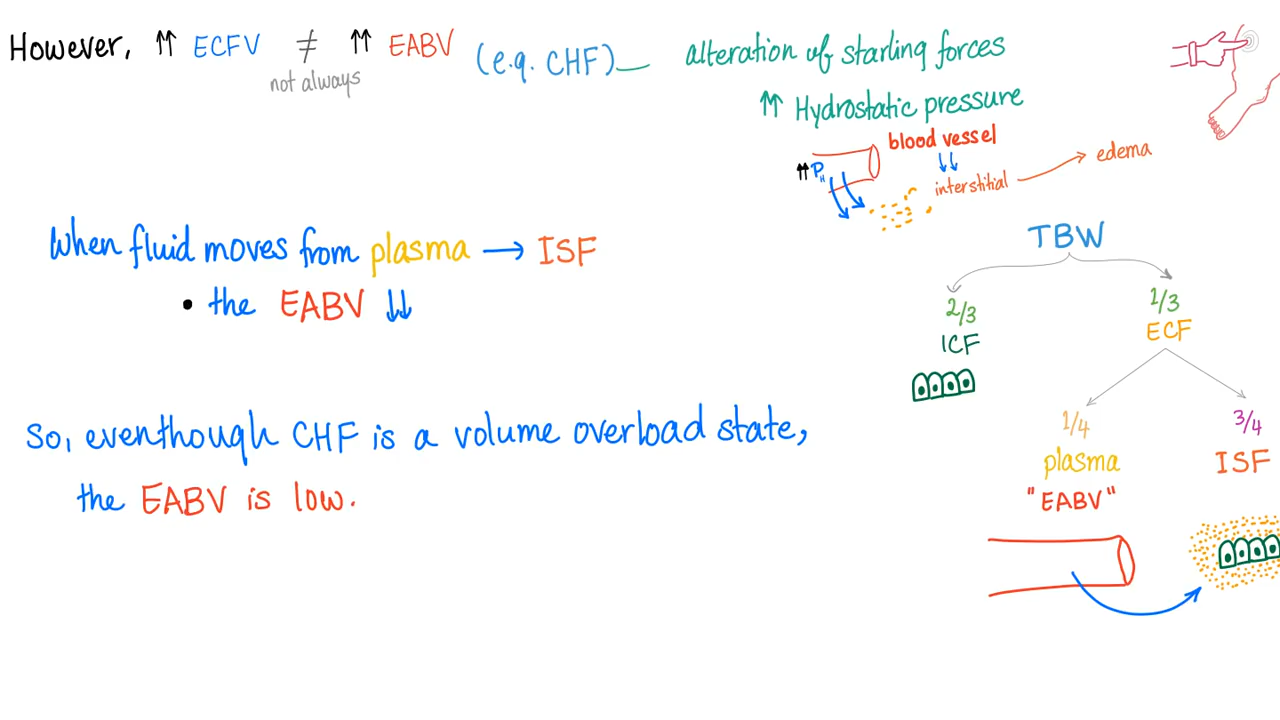 However, ↑↑ ECFV ≠ ↑↑ EABV (e.g. CHF)
not always
alteration of starling forces
↑↑ Hydrostatic pressure
blood vessel
↑↑ PH
↓↓
interstitial → edema
When fluid moves from plasma → ISF
• the EABV ↓↓
So, eventhough CHF is a volume overload state,
the EABV is low.
TBW
2/3
ICF
1/3
ECF
1/4
plasma
"EABV"
3/4
ISF